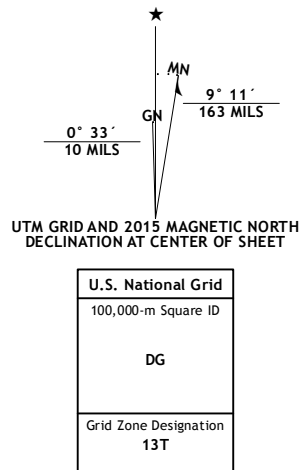 MN
GN
9° 11´
163 MILS
0° 33´
10 MILS
UTM GRID AND 2015 MAGNETIC NORTH
DECLINATION AT CENTER OF SHEET
U.S. National Grid
100,000-m Square ID
DG
Grid Zone Designation
13T